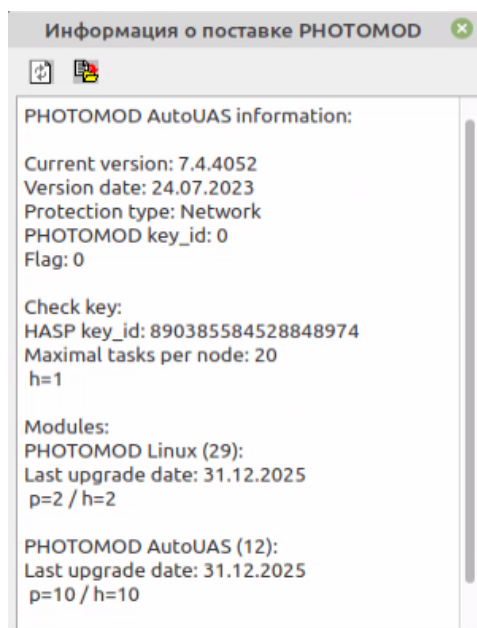 Информация о поставке PHOTOMOD
PHOTOMOD AutoUAS information:
Current version: 7.4.4052
Version date: 24.07.2023
Protection type: Network
PHOTOMOD key_id: 0
Flag: 0
Check key:
HASP key_id: 890385584528848974
Maximal tasks per node: 20
h=1
Modules:
PHOTOMOD Linux (29):
Last upgrade date: 31.12.2025
p=2 / h=2
PHOTOMOD AutoUAS (12):
Last upgrade date: 31.12.2025
p=10 / h=10